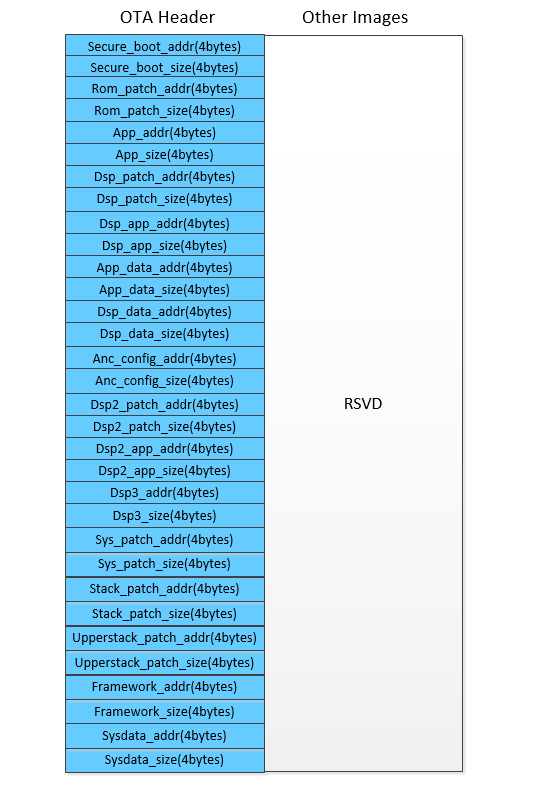 OTA Header
Other Images
Secure_boot_addr(4bytes)
Secure_boot_size(4bytes)
Rom_patch_addr(4bytes)
Rom_patch_size(4bytes)
App_addr(4bytes)
App_size(4bytes)
Dsp_patch_addr(4bytes)
Dsp_patch_size(4bytes)
Dsp_app_addr(4bytes)
Dsp_app_size(4bytes)
App_data_addr(4bytes)
App_data_size(4bytes)
Dsp_data_addr(4bytes)
Dsp_data_size(4bytes)
Anc_config_addr(4bytes)
Anc_config_size(4bytes)
Dsp2_patch_addr(4bytes)
Dsp2_patch_size(4bytes)
Dsp2_app_addr(4bytes)
Dsp2_app_size(4bytes)
Dsp3_addr(4bytes)
Dsp3_size(4bytes)
Sys_patch_addr(4bytes)
Sys_patch_size(4bytes)
Stack_patch_addr(4bytes)
Stack_patch_size(4bytes)
Upperstack_patch_addr(4bytes)
Upperstack_patch_size(4bytes)
Framework_addr(4bytes)
Framework_size(4bytes)
Sysdata_addr(4bytes)
Sysdata_size(4bytes)
RSVD